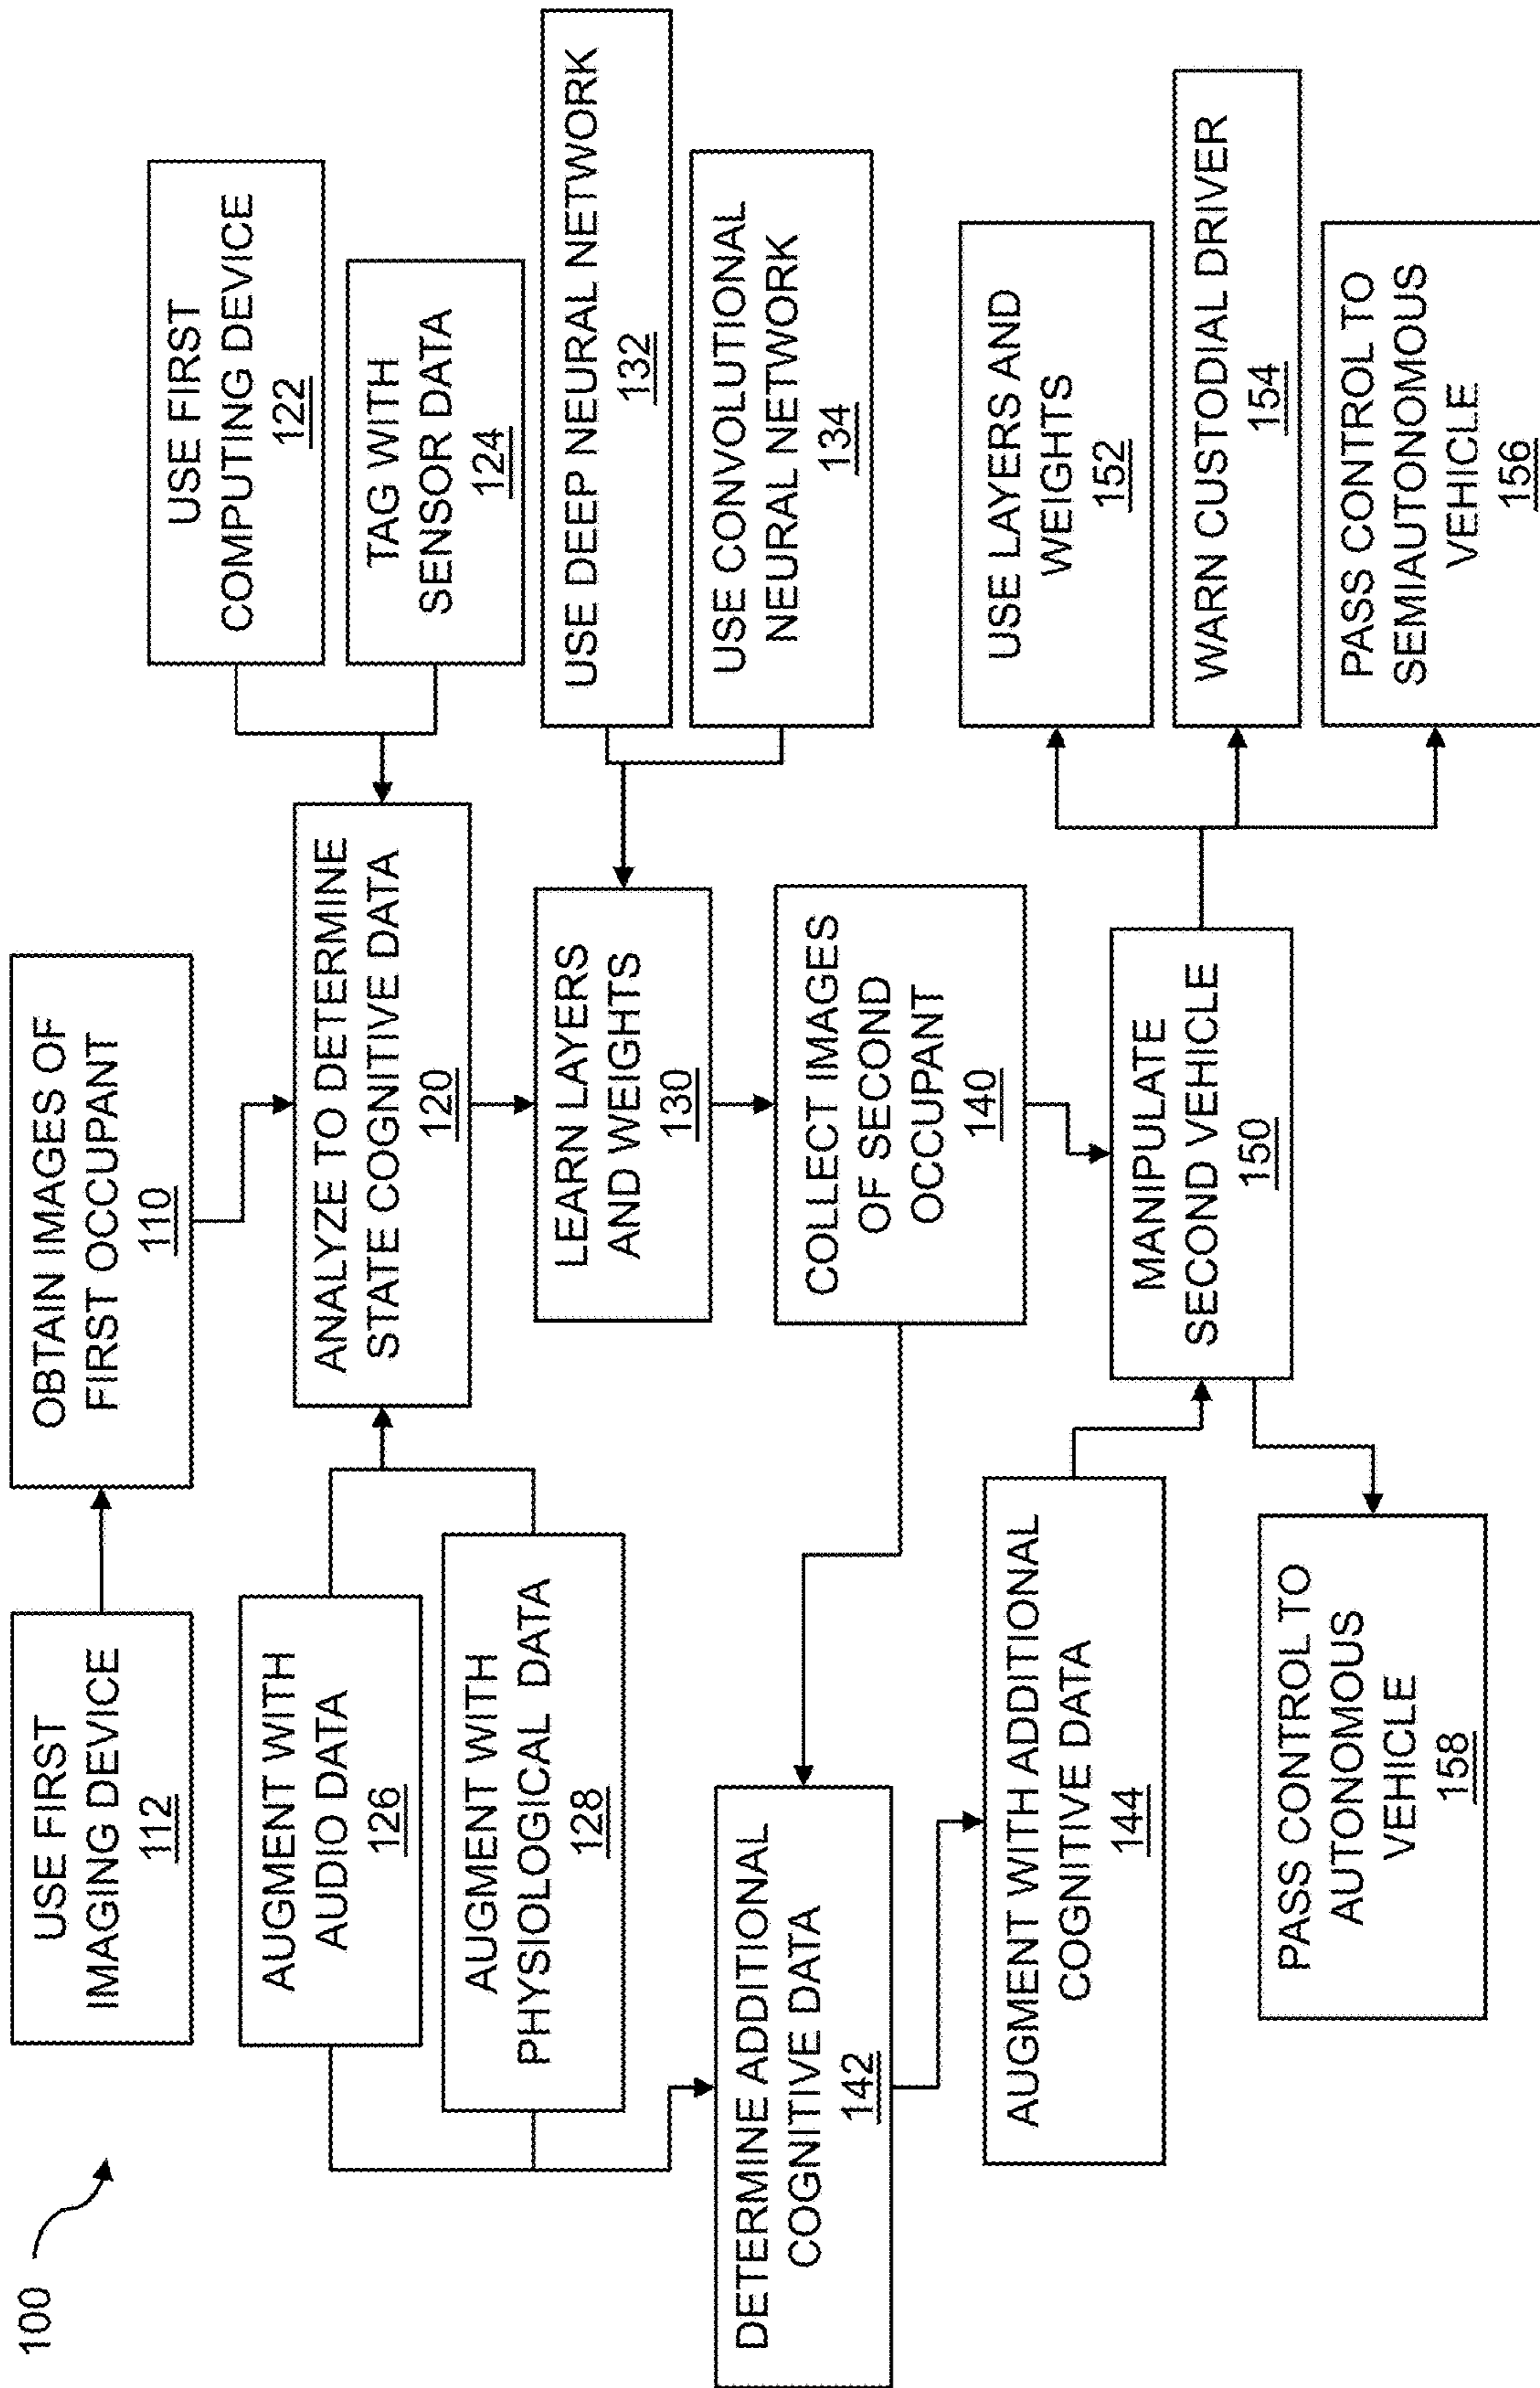 100
USE FIRST
IMAGING DEVICE
112
OBTAIN IMAGES OF
FIRST OCCUPANT
110
AUGMENT WITH
AUDIO DATA
126
AUGMENT WITH
PHYSIOLOGICAL DATA
128
ANALYZE TO DETERMINE
STATE COGNITIVE DATA
120
USE FIRST
COMPUTING DEVICE
122
TAG WITH
SENSOR DATA
124
LEARN LAYERS
AND WEIGHTS
130
USE DEEP NEURAL NETWORK
132
USE CONVOLUTIONAL
NEURAL NETWORK
134
DETERMINE ADDITIONAL
COGNITIVE DATA
142
COLLECT IMAGES
OF SECOND
OCCUPANT
140
AUGMENT WITH ADDITIONAL
COGNITIVE DATA
144
MANIPULATE
SECOND VEHICLE
150
USE LAYERS AND
WEIGHTS
152
WARN CUSTODIAL DRIVER
154
PASS CONTROL TO
SEMIAUTONOMOUS
VEHICLE
156
PASS CONTROL TO
AUTONOMOUS
VEHICLE
158